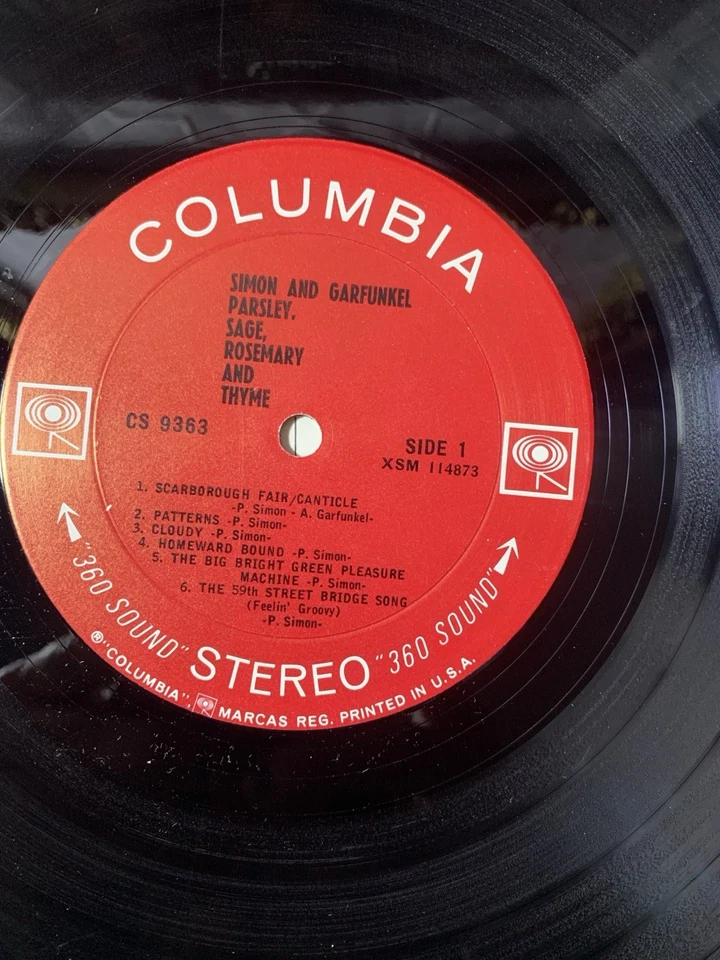 COLUMBIA
SIMON AND GARFUNKEL
PARSLEY,
SAGE,
ROSEMARY
AND
THYME
CS 9363
SIDE 1
XSM 114873
1. SCARBOROUGH FAIR/CANTICLE
-P. Simon - A. Garfunkel-
2. PATTERNS -P. Simon-
3. CLOUDY -P. Simon-
4. HOMEWARD BOUND -P. Simon-
5. THE BIG BRIGHT GREEN PLEASURE
MACHINE -P. Simon-
6. THE 59th STREET BRIDGE SONG
(Feelin' Groovy)
-P. Simon-
"360 SOUND" STEREO "360 SOUND"
®"COLUMBIA", MARCAS REG. PRINTED IN U.S.A.